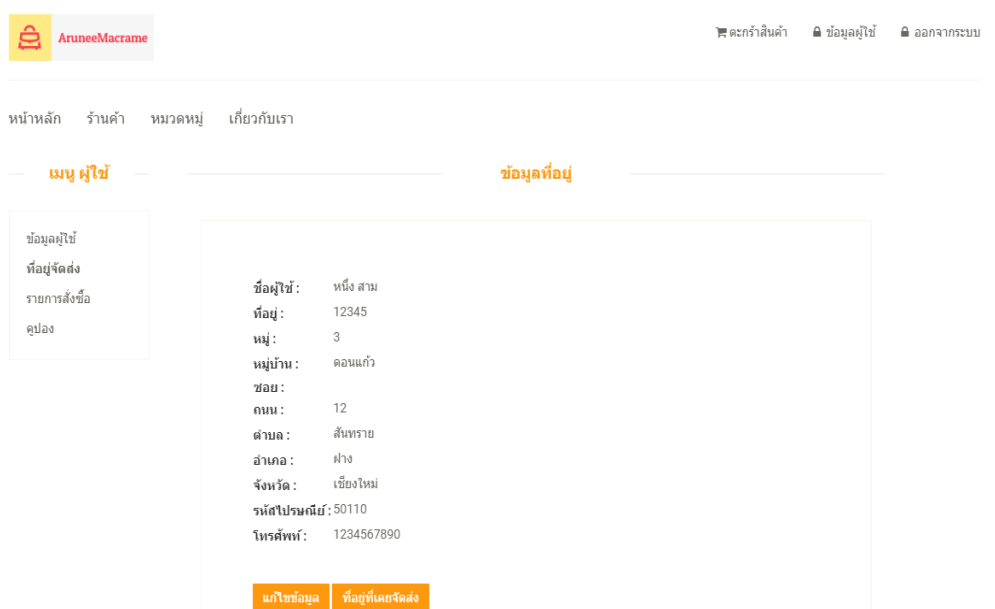 AruneeMacrame
ตะกร้าสินค้า ข้อมูลผู้ใช้ ออกจากระบบ
หน้าหลัก ร้านค้า หมวดหมู่ เกี่ยวกับเรา
เมนู ผู้ใช้
ข้อมูลที่อยู่
ข้อมูลผู้ใช้
ที่อยู่จัดส่ง
รายการสั่งซื้อ
คูปอง
ชื่อผู้ใช้ : หนึ่ง สาม
ที่อยู่ : 12345
หมู่ : 3
หมู่บ้าน : ดอนแก้ว
ซอย :
ถนน : 12
ตำบล : สันทราย
อำเภอ : ฝาง
จังหวัด : เชียงใหม่
รหัสไปรษณีย์ : 50110
โทรศัพท์ : 1234567890
แก้ไขข้อมูล ที่อยู่ที่เคยจัดส่ง